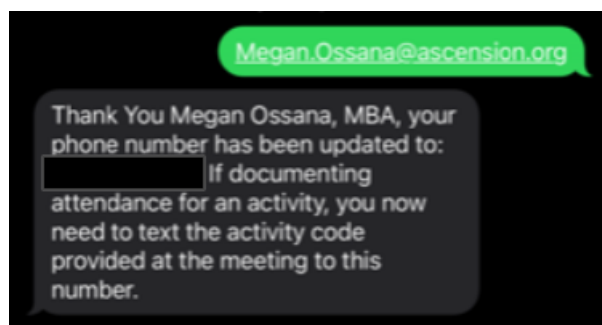 Megan.Ossana@ascension.org
Thank You Megan Ossana, MBA, your
phone number has been updated to:
If documenting
attendance for an activity, you now
need to text the activity code
provided at the meeting to this
number.